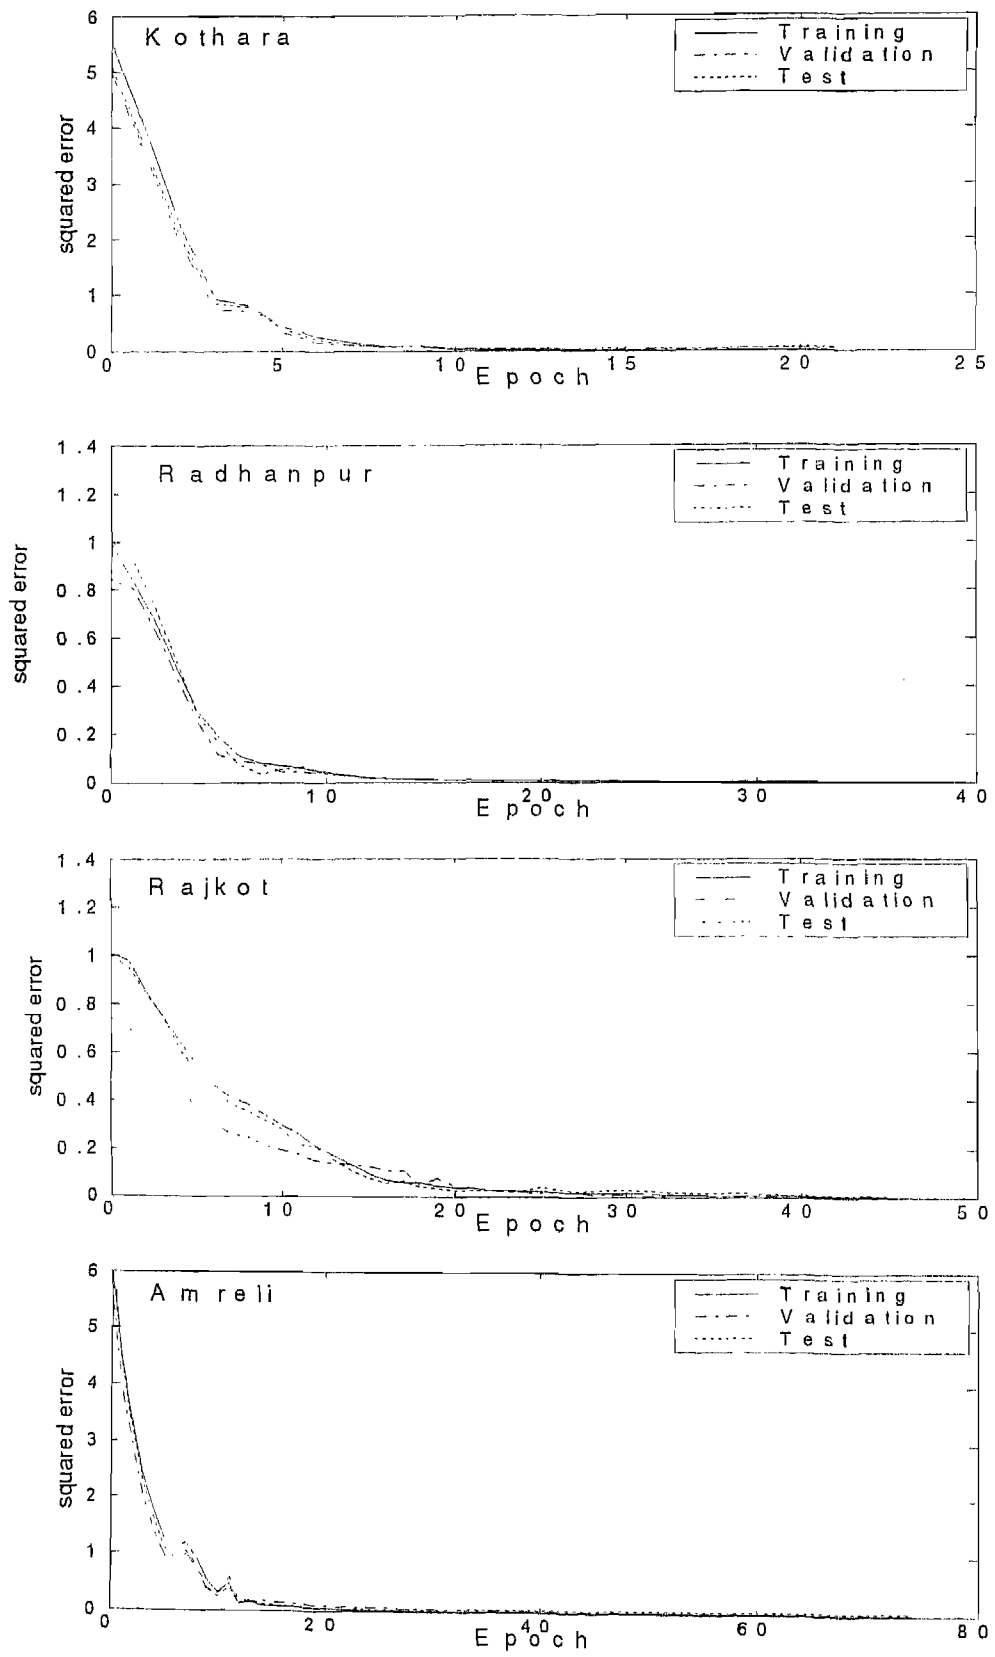 6
Kothara
Training
Validation
Test
5
4
3
2
1
0
squared error
0 5 10 15 20 25
Epoch
1.4
Radhanpur
Training
Validation
Test
1.2
1
0.8
0.6
0.4
0.2
0
squared error
0 10 20 30 40
Epoch
1.4
Rajkot
Training
Validation
Test
1.2
1
0.8
0.6
0.4
0.2
0
squared error
0 10 20 30 40 50
Epoch
6
Amreli
Training
Validation
Test
5
4
3
2
1
0
squared error
0 20 40 60 80
Epoch